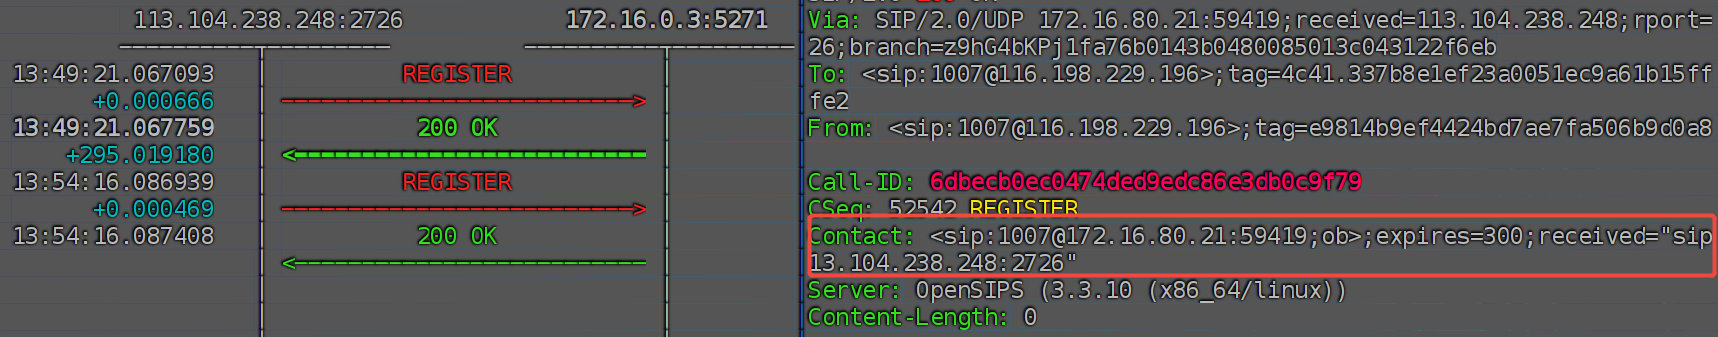 113.104.238.248:2726
172.16.0.3:5271
13:49:21.067093
REGISTER
+0.000666
13:49:21.067759
200 OK
+295.019180
13:54:16.086939
REGISTER
+0.000469
13:54:16.087408
200 OK
Via: SIP/2.0/UDP 172.16.80.21:59419;received=113.104.238.248;rport=
26;branch=z9hG4bKPj1fa76b0143b0480085013c043122f6eb
To: <sip:1007@116.198.229.196>;tag=4c41.337b8e1ef23a0051ec9a61b15fff
fe2
From: <sip:1007@116.198.229.196>;tag=e9814b9ef4424bd7ae7fa506b9d0a8
Call-ID: 6dbecb0ec0474ded9edc86e3db0c9f79
CSeq: 52542 REGISTER
Contact: <sip:1007@172.16.80.21:59419;ob>;expires=300;received="sip
13.104.238.248:2726"
Server: OpenSIPS (3.3.10 (x86_64/linux))
Content-Length: 0